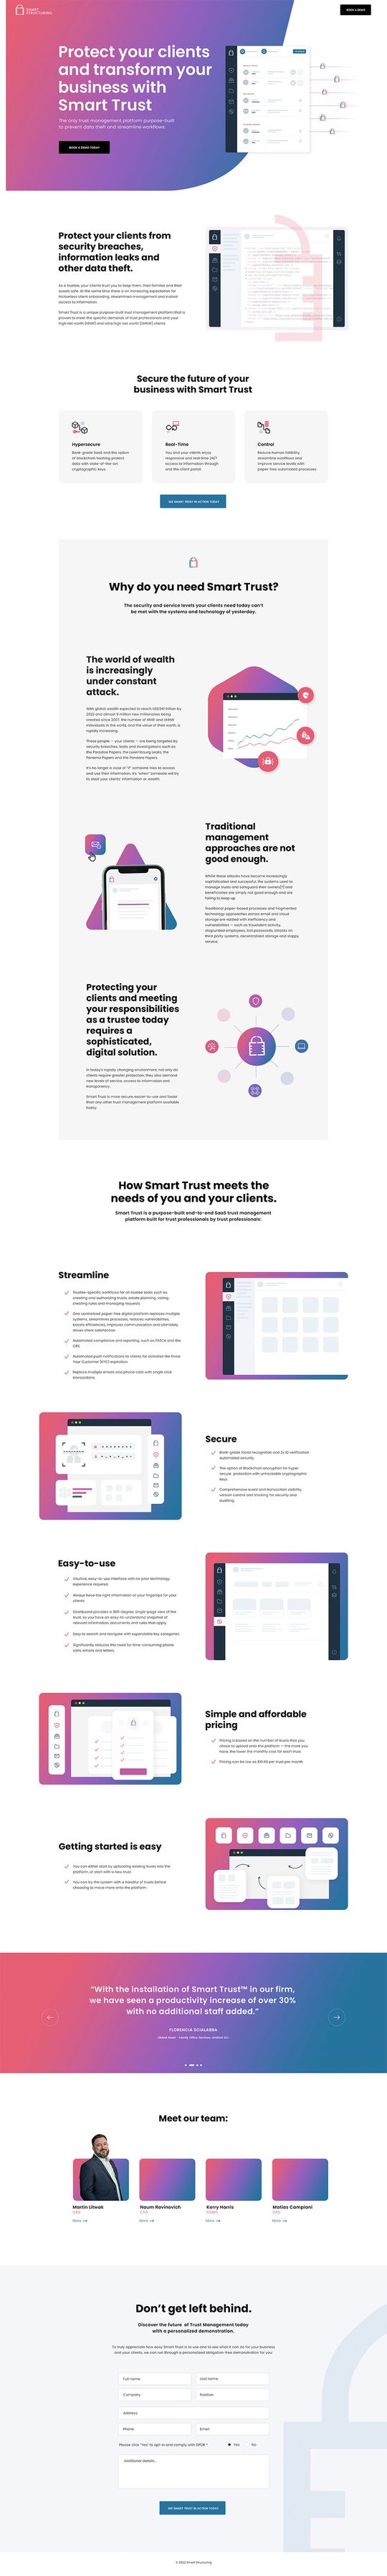 SMART
STRUCTURING
BOOK A DEMO
Protect your clients
and transform your
business with
Smart Trust
The only trust management platform purpose-built
to prevent data theft and streamline workflows.
BOOK A DEMO TODAY
Protect your clients from
security breaches,
information leaks and
other data theft.
As a trustee, your clients trust you to keep them, their families and their
assets safe. At the same time there is an increasing expectation for
frictionless client onboarding, streamlined management and instant
access to information.
Smart Trust is a unique purpose-built trust management platform that is
proven to meet the specific demands of trust professionals and your
high net worth (HNW) and ultra high net worth (UHNW) clients.
Secure the future of your
business with Smart Trust
Hypersecure
Bank-grade SaaS and the option
of blockchain hashing protect
data with state-of-the-art
cryptographic keys.
Real-Time
You and your clients enjoy
responsive and real-time 24/7
access to information through
and the client portal.
Control
Reduce human fallibility,
streamline workflows and
improve service levels with
paper-free automated processes.
SEE SMART TRUST IN ACTION TODAY
Why do you need Smart Trust?
The security and service levels your clients need today can't
be met with the systems and technology of yesterday.
The world of wealth
is increasingly
under constant
attack.
With global wealth expected to reach USD$101 trillion by
2022 and almost 6 million new millionaires being
created since 2007, the number of HNW and UHNW
individuals in the world, and the value of their worth, is
rapidly increasing.
These people — your clients — are being targeted by
security breaches, leaks and investigations such as
the Paradise Papers, the Luxembourg leaks, the
Panama Papers and the Pandora Papers.
It's no longer a case of "if" someone tries to access
and use their information. It's "when" someone will try
to steal your clients' information or wealth.
Traditional
management
approaches are not
good enough.
Whilst these attacks have become increasingly
sophisticated and successful, the systems used to
manage trusts and safeguard their owners[?] and
beneficiaries are simply not good enough and are
failing to keep up.
Traditional paper-based processes and fragmented
technology approaches across email and cloud
storage are riddled with inefficiency and
vulnerabilities — such as fraudulent activity,
disgruntled employees, lost passwords, attacks on
third party systems, decentralised storage and sloppy
service.
Protecting your
clients and meeting
your responsibilities
as a trustee today
requires a
sophisticated,
digital solution.
In today's rapidly changing environment, not only do
clients require greater protection, they also demand
new levels of service, access to information and
transparency.
Smart Trust is more secure, easier-to-use and faster
than any other trust management platform available
today.
How Smart Trust meets the
needs of you and your clients.
Smart Trust is a purpose-built end-to-end SaaS trust management
platform built for trust professionals by trust professionals:
Streamline
Trustee-specific workflows for all trustee tasks such as
creating and authorising trusts, estate planning, voting,
creating rules and managing requests.
One centralised paper-free digital platform replaces multiple
systems, streamlines processes, reduces vulnerabilities,
boosts efficiencies, improves communication and ultimately
drives client satisfaction.
Automated compliance and reporting, such as FATCA and the
CRS.
Automated push notifications to clients for activities like Know
Your Customer (KYC) expiration
Replace multiple emails and phone calls with single click
transactions.
Secure
Bank-grade facial recognition and 2x ID verification
automated security.
The option of Blockchain encryption for hyper
secure protection with unhackable cryptographic
keys.
Comprehensive event and transaction visibility,
version control and tracking for security and
auditing.
Easy-to-use
Intuitive, easy-to-use interface with no prior technology
experience required.
Always have the right information at your fingertips for your
clients.
Dashboard provides a 360-degree, single-page view of the
trust, so you have an easy-to-understand snapshot of
relevant information, documents and rules that apply.
Easy to search and navigate with expandable key categories.
Significantly reduces the need for time-consuming phone
calls, emails and letters.
Simple and affordable
pricing
Pricing is based on the number of trusts that you
choose to upload onto the platform — the more you
have, the lower the monthly cost for each trust.
Pricing can be low as $19.99 per trust per month
Getting started is easy
You can either start by uploading existing trusts into the
platform, or start with a new trust.
You can try the system with a handful of trusts before
choosing to move more onto the platform.
"With the installation of Smart Trust™ in our firm,
we have seen a productivity increase of over 30%
with no additional staff added."
FLORENCIA SCIALABBA
Meet our team:
Martin Litwak
CEO
More
Naum Rovinovich
CTO
More
Kerry Harris
More
Matias Campiani
CFO
More
Don't get left behind.
Discover the future of Trust Management today
with a personalized demonstration.
To truly appreciate how easy Smart Trust is to use and to see what it can do for your business
and your clients, we can run through a personalized obligation-free demonstration for you
Full name
Last name
Company
Position
Address
Phone
Email
Please click "Yes" to opt-in and comply with GPDR *
Yes
No
Additional details...
SEE SMART TRUST IN ACTION TODAY
© 2022 Smart Structuring